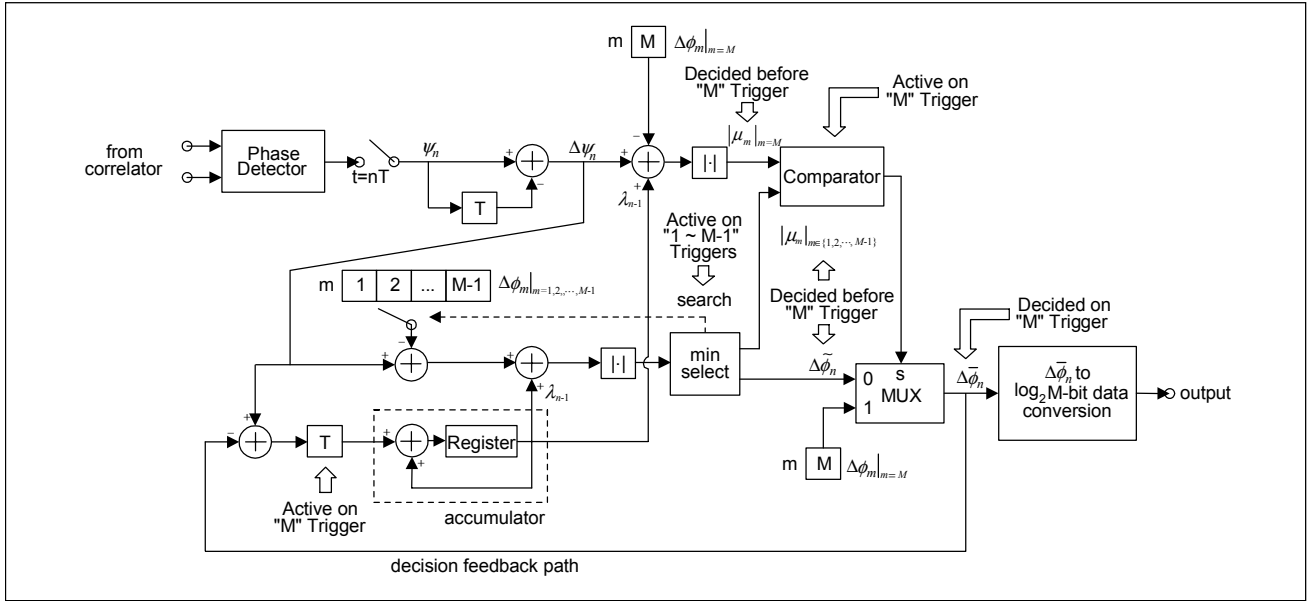 m M Δϕₘ|ₘ₌M
Decided before
"M" Trigger
Active on
"M" Trigger
|μₘ|ₘ₌M
from
correlator
Phase
Detector
t=nT
ψₙ
+
−
T
Δψₙ
−
+
+
λₙ₋₁
|·|
Comparator
Active on
"1 ~ M-1"
Triggers
|μₘ|ₘ∈{1,2,⋯,M-1}
m 1 2 ... M-1 Δϕₘ|ₘ₌₁,₂,,⋯,M-1
search
Decided before
"M" Trigger
Decided on
"M" Trigger
−
+
+
+
λₙ₋₁
|·|
min
select
Δϕ̃ₙ
0
1
s
MUX
Δϕ̄ₙ
Δϕ̄ₙ to
log₂M-bit data
conversion
output
+
−
T
+
+
Register
m M Δϕₘ|ₘ₌M
Active on
"M" Trigger
accumulator
decision feedback path